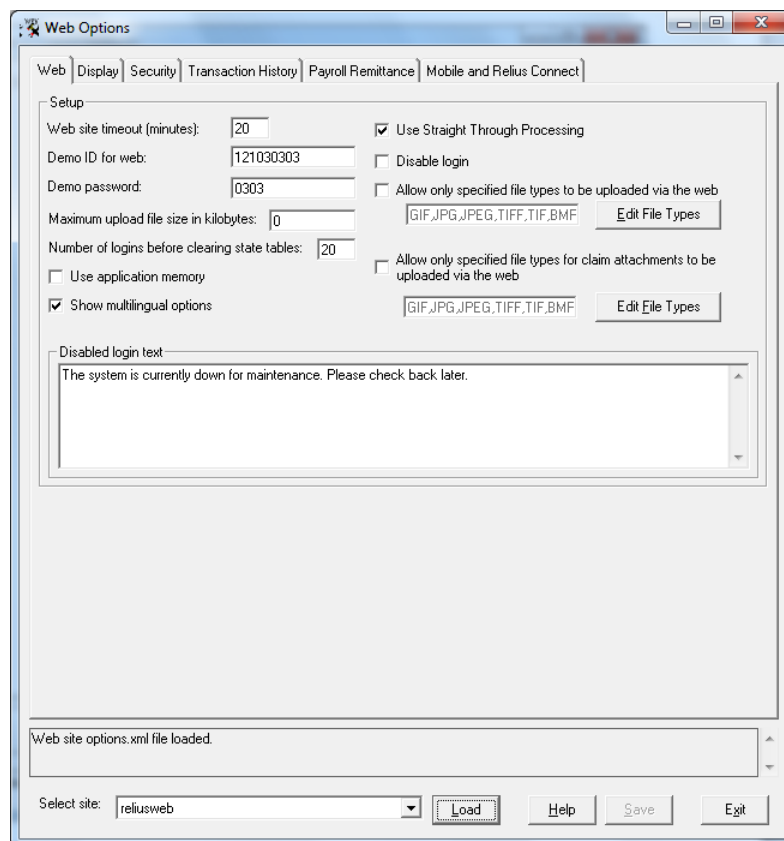 Web Options
Web Display Security Transaction History Payroll Remittance Mobile and Relius Connect
Setup
Web site timeout (minutes): 20
Use Straight Through Processing
Demo ID for web: 121030303
Disable login
Demo password: 0303
Allow only specified file types to be uploaded via the web
GIF,JPG,JPEG,TIFF,TIF,BMF Edit File Types
Maximum upload file size in kilobytes: 0
Number of logins before clearing state tables: 20
Allow only specified file types for claim attachments to be
uploaded via the web
Use application memory
Show multilingual options
GIF,JPG,JPEG,TIFF,TIF,BMF Edit File Types
Disabled login text
The system is currently down for maintenance. Please check back later.
Web site options.xml file loaded.
Select site: reliusweb Load Help Save Exit